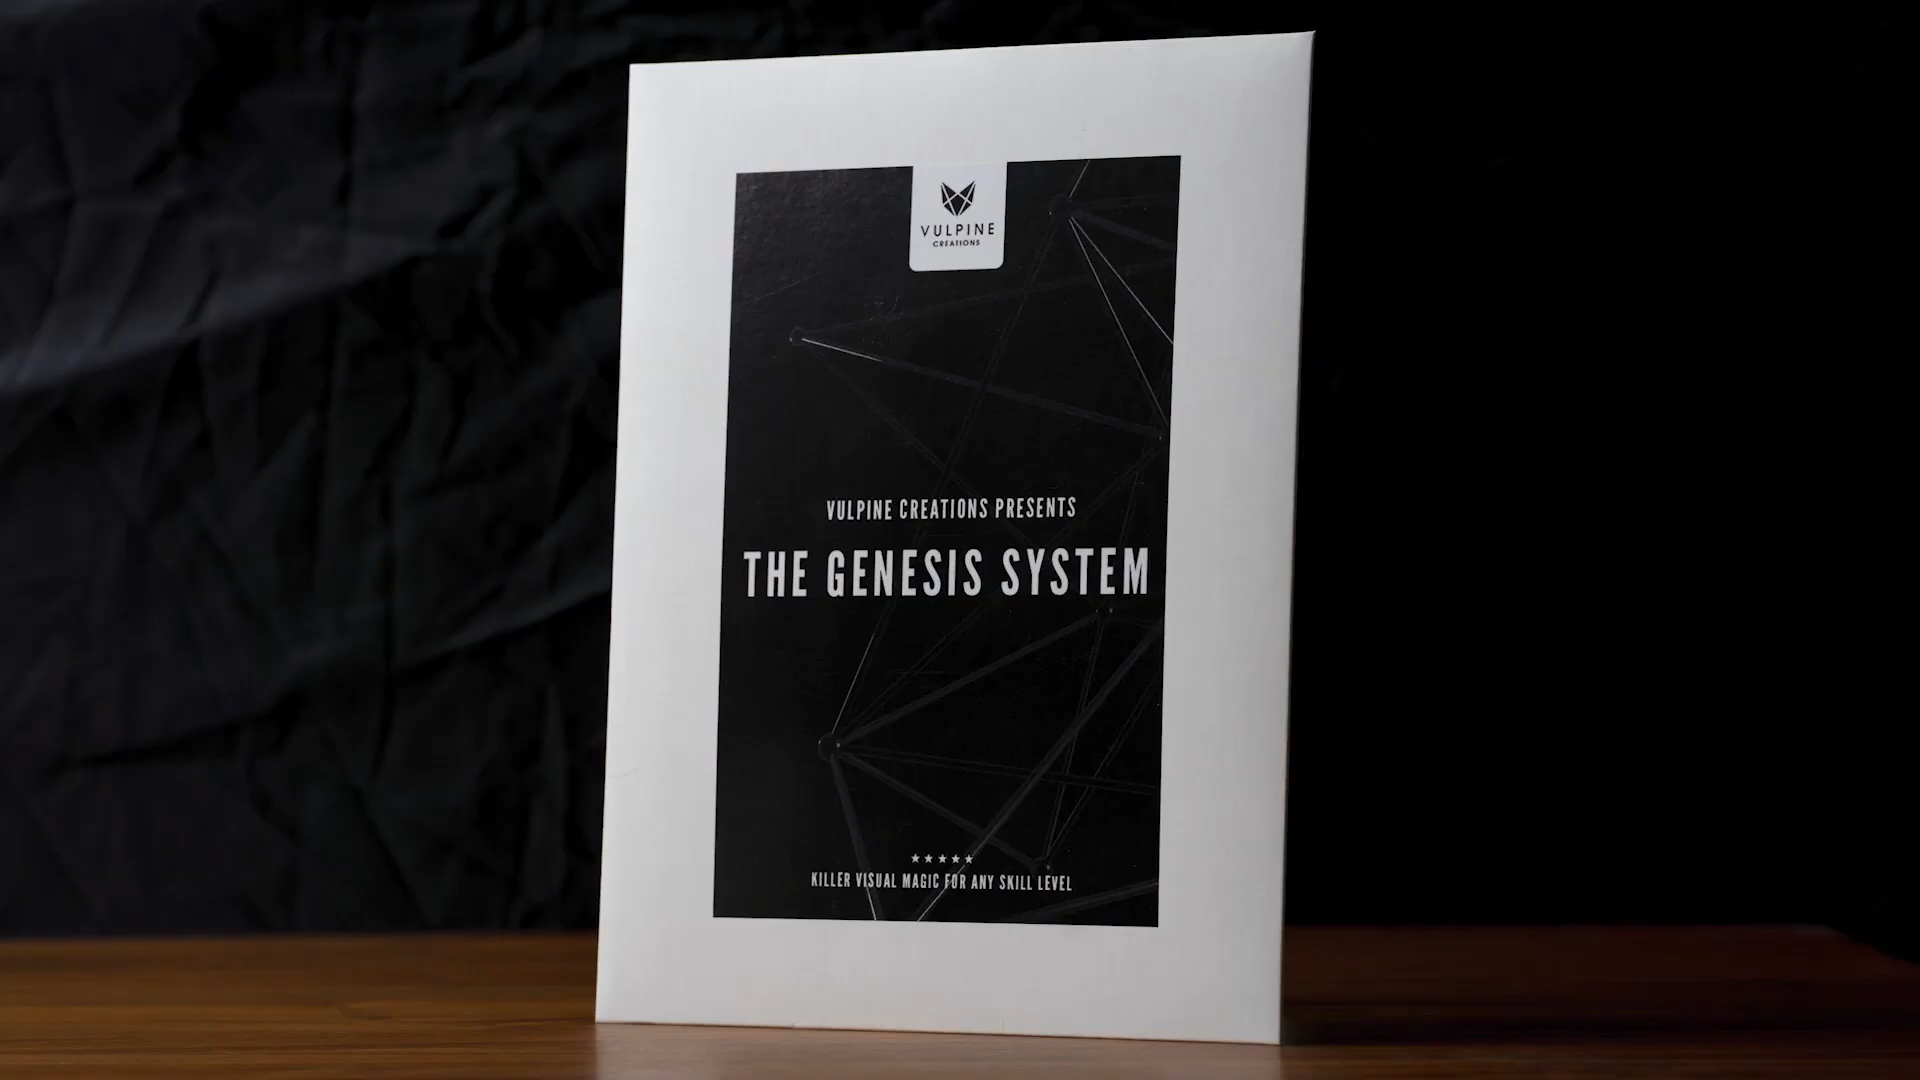 VULPINE
CREATIONS
VULPINE CREATIONS PRESENTS
THE GENESIS SYSTEM
★★★★★
KILLER VISUAL MAGIC FOR ANY SKILL LEVEL